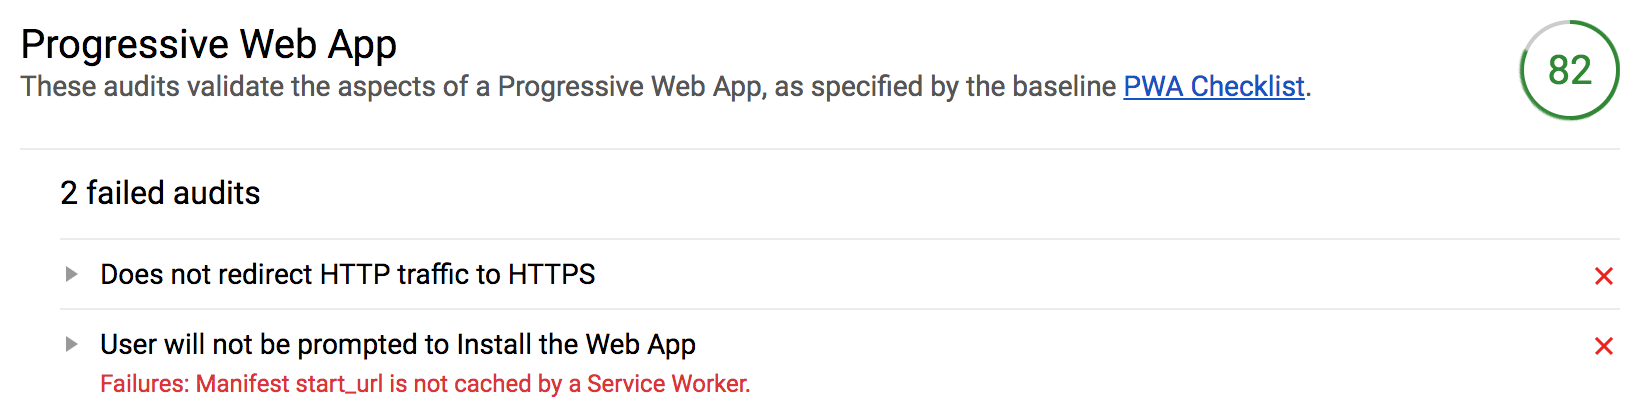 Progressive Web App
82
These audits validate the aspects of a Progressive Web App, as specified by the baseline PWA Checklist.
2 failed audits
Does not redirect HTTP traffic to HTTPS
User will not be prompted to Install the Web App
Failures: Manifest start_url is not cached by a Service Worker.